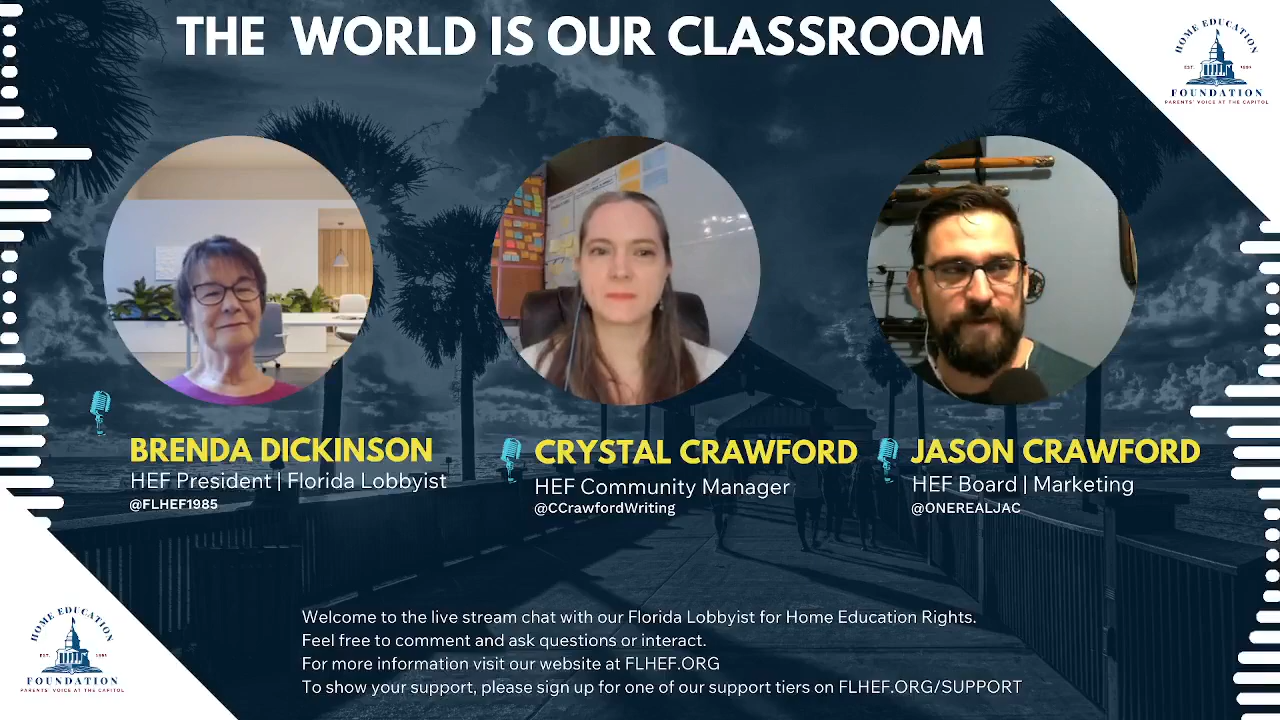 THE WORLD IS OUR CLASSROOM
HOME EDUCATION
EST. 1985
FOUNDATION
PARENTS' VOICE AT THE CAPITOL
BRENDA DICKINSON
HEF President | Florida Lobbyist
@FLHEF1985
CRYSTAL CRAWFORD
HEF Community Manager
@CCrawfordWriting
JASON CRAWFORD
HEF Board | Marketing
@ONEREALJAC
Welcome to the live stream chat with our Florida Lobbyist for Home Education Rights.
Feel free to comment and ask questions or interact.
For more information visit our website at FLHEF.ORG
To show your support, please sign up for one of our support tiers on FLHEF.ORG/SUPPORT
HOME EDUCATION
EST. 1985
FOUNDATION
PARENTS' VOICE AT THE CAPITOL